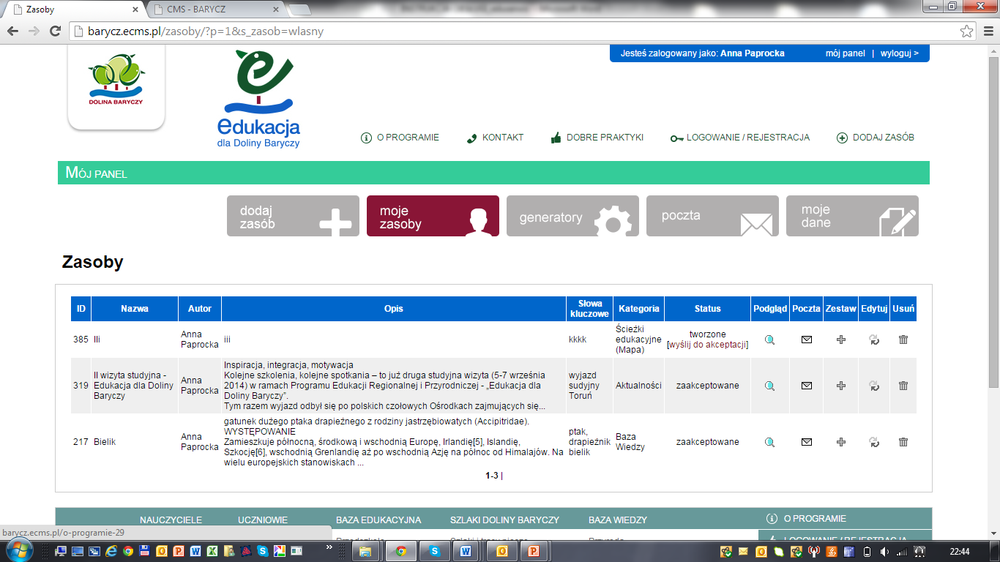 Zasoby
CMS - BARYCZ
barycz.ecms.pl/zasoby/?p=1&s_zasob=wlasny
Jesteś zalogowany jako: Anna Paprocka mój panel | wyloguj >
DOLINA BARYCZY
edukacja
dla Doliny Baryczy
O PROGRAMIE KONTAKT DOBRE PRAKTYKI LOGOWANIE / REJESTRACJA DODAJ ZASÓB
MÓJ PANEL
dodaj
zasób
moje
zasoby
generatory
poczta
moje
dane
Zasoby
ID Nazwa Autor Opis Słowa kluczowe Kategoria Status Podgląd Poczta Zestaw Edytuj Usuń
385 IIi Anna Paprocka iii kkkk Ścieżki edukacyjne (Mapa) tworzone [wyślij do akceptacji]
319 II wizyta studyjna - Edukacja dla Doliny Baryczy Anna Paprocka
Inspiracja, integracja, motywacja
Kolejne szkolenia, kolejne spotkania – to już druga studyjna wizyta (5-7 września
2014) w ramach Programu Edukacji Regionalnej i Przyrodniczej - „Edukacja dla
Doliny Baryczy”.
Tym razem wyjazd odbył się po polskich czołowych Ośrodkach zajmujących się...
wyjazd sudyjny Toruń Aktualności zaakceptowane
217 Bielik Anna Paprocka
gatunek dużego ptaka drapieżnego z rodziny jastrzębiowatych (Accipitridae).
WYSTĘPOWANIE
Zamieszkuje północną, środkową i wschodnią Europę, Irlandię[5], Islandię,
Szkocję[6], wschodnią Grenlandię aż po wschodnią Azję na północ od Himalajów. Na
wielu europejskich stanowiskach ...
ptak, drapieżnik bielik Baza Wiedzy zaakceptowane
1-3 |
NAUCZYCIELE UCZNIOWIE BAZA EDUKACYJNA SZLAKI DOLINY BARYCZY BAZA WIEDZY O PROGRAMIE
barycz.ecms.pl/o-programie-29
LOGOWANIE / REJESTRACJA
22:44